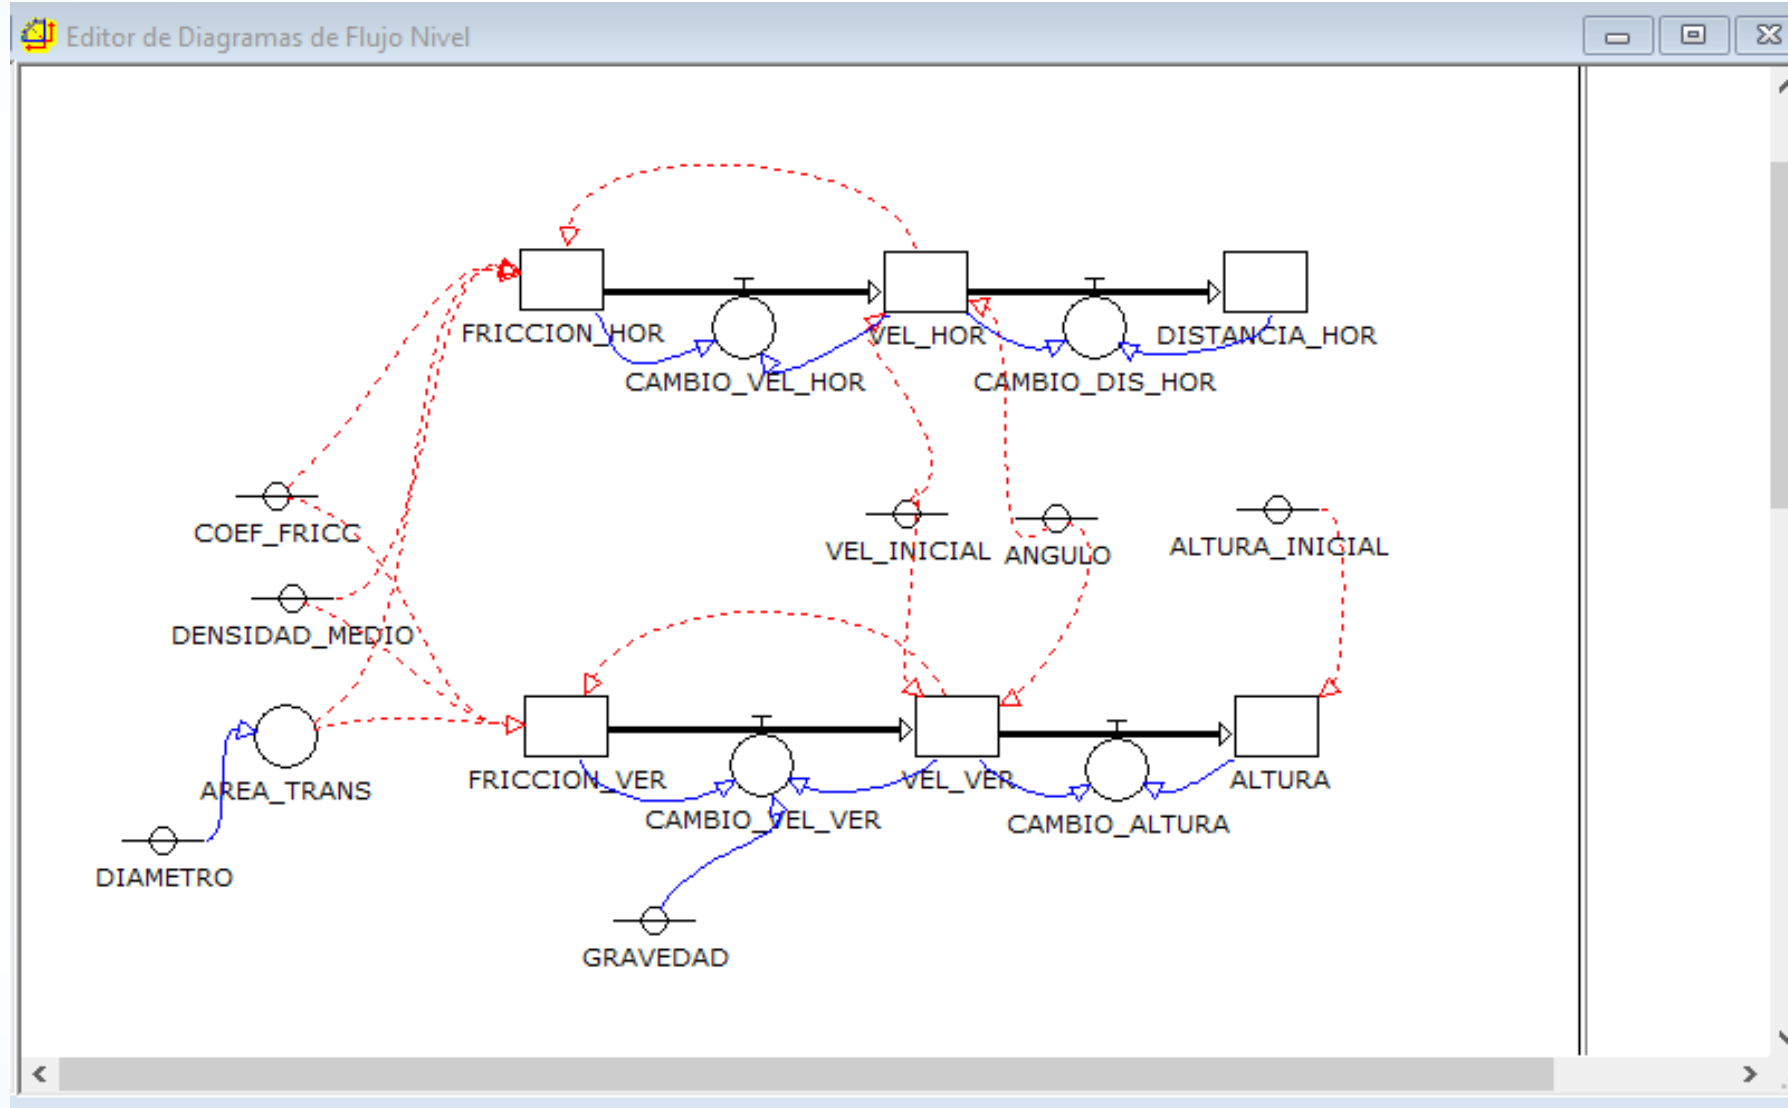 Editor de Diagramas de Flujo Nivel
FRICCION_HOR
VEL_HOR
DISTANCIA_HOR
CAMBIO_VEL_HOR
CAMBIO_DIS_HOR
COEF_FRICC
VEL_INICIAL
ANGULO
ALTURA_INICIAL
DENSIDAD_MEDIO
AREA_TRANS
FRICCION_VER
VEL_VER
ALTURA
CAMBIO_VEL_VER
CAMBIO_ALTURA
DIAMETRO
GRAVEDAD